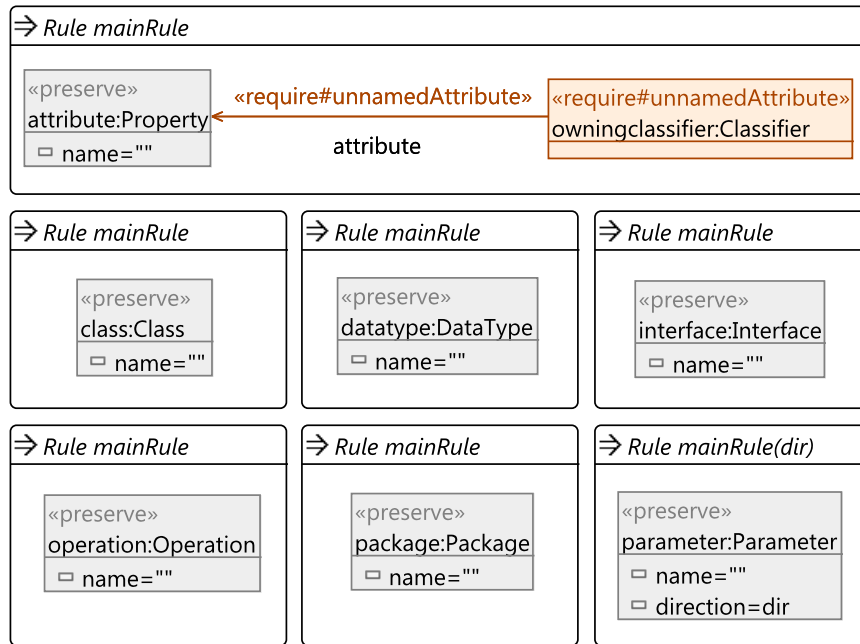 Rule mainRule
«preserve»
attribute:Property
name=""
«require#unnamedAttribute»
attribute
«require#unnamedAttribute»
owningclassifier:Classifier
Rule mainRule
«preserve»
class:Class
name=""
Rule mainRule
«preserve»
datatype:DataType
name=""
Rule mainRule
«preserve»
interface:Interface
name=""
Rule mainRule
«preserve»
operation:Operation
name=""
Rule mainRule
«preserve»
package:Package
name=""
Rule mainRule(dir)
«preserve»
parameter:Parameter
name=""
direction=dir